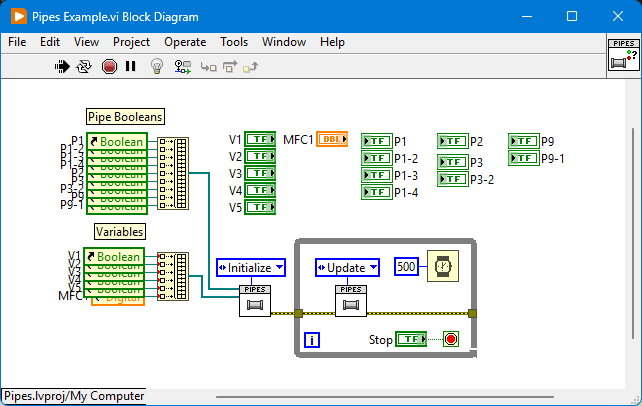 Pipes Example.vi Block Diagram
File Edit View Project Operate Tools Window Help
PIPES
?
Pipe Booleans
P1 Boolean
P1-2 Boolean
P1-3 Boolean
P1-4 Boolean
P2 Boolean
P3 Boolean
P3-2 Boolean
P9 Boolean
P9-1 Boolean
V1 TF
V2 TF
V3 TF
V4 TF
V5 TF
MFC1 DBL
TF P1
TF P1-2
TF P1-3
TF P1-4
TF P2
TF P3
TF P3-2
TF P9
TF P9-1
Variables
V1 Boolean
V2 Boolean
V3 Boolean
V4 Boolean
V5 Boolean
MFC1 Digital
Initialize
PIPES
Update
PIPES
500
i
Stop TF
Pipes.lvproj/My Computer